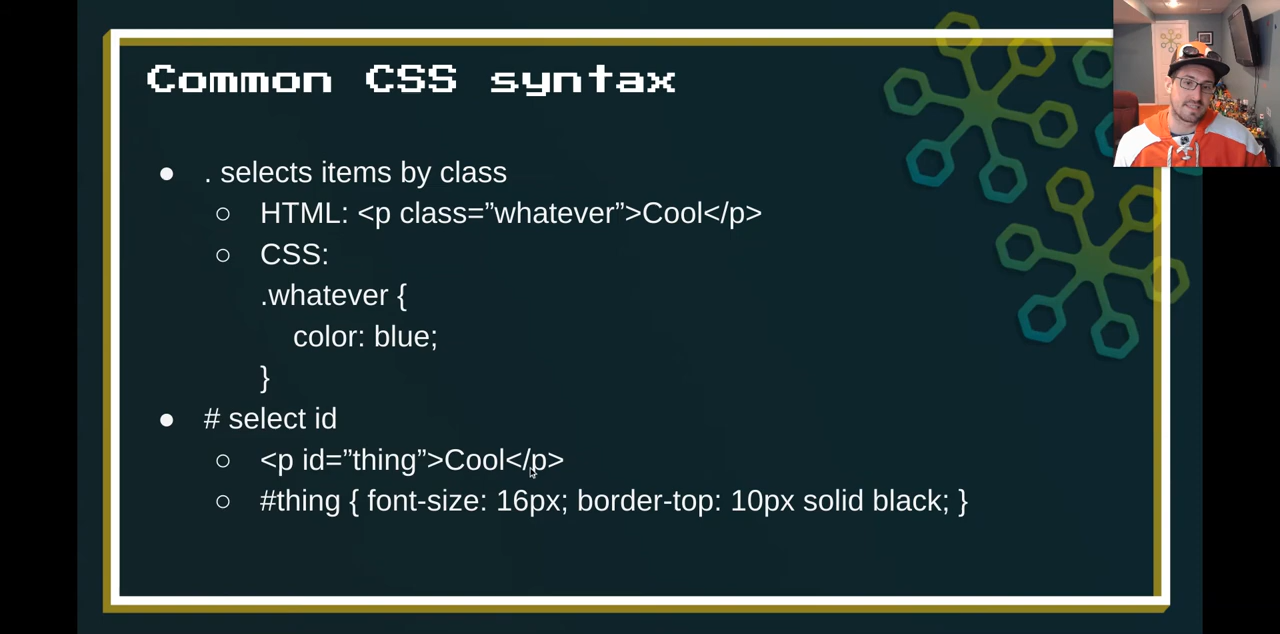 Common CSS syntax
● . selects items by class
○ HTML: <p class=”whatever”>Cool</p>
○ CSS:
.whatever {
color: blue;
}
● # select id
○ <p id=”thing”>Cool</p>
○ #thing { font-size: 16px; border-top: 10px solid black; }